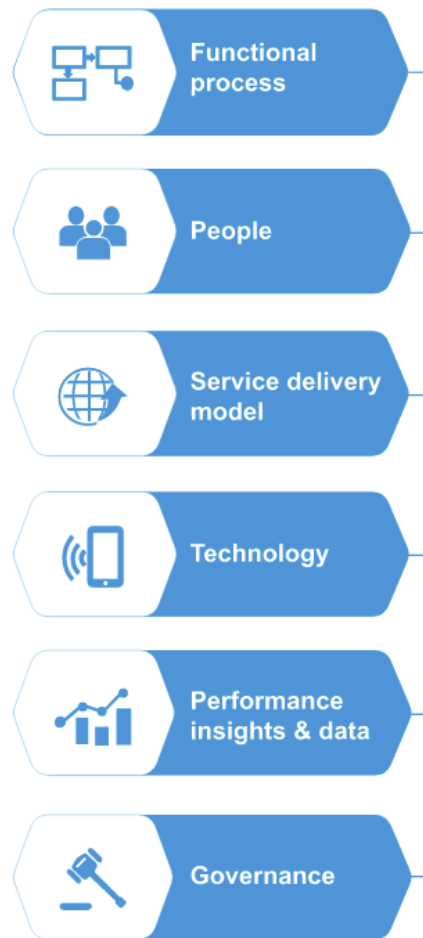 Functional
process
People
Service delivery
model
Technology
Performance
insights & data
Governance